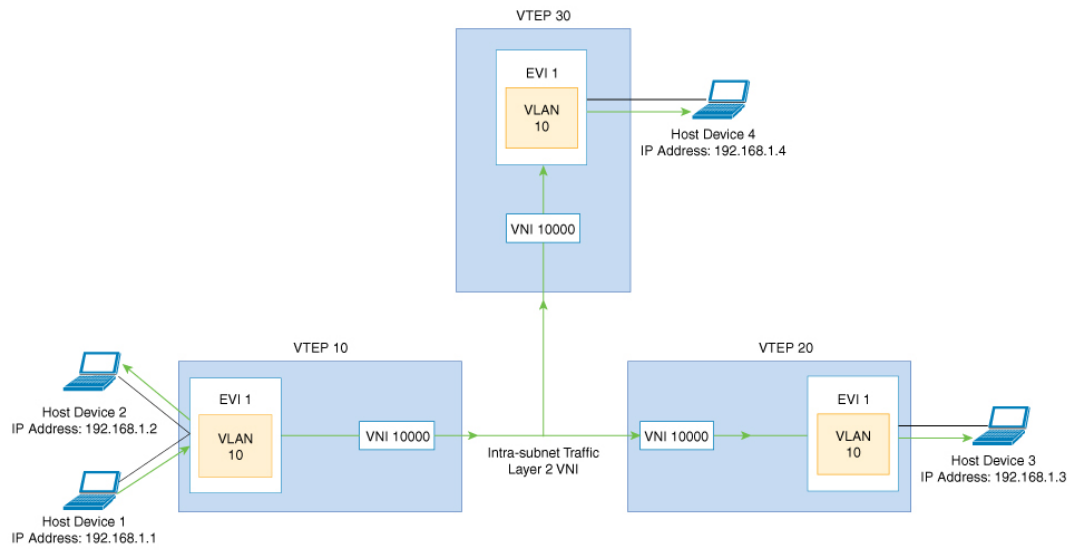 VTEP 30
EVI 1
VLAN
10
Host Device 4
IP Address: 192.168.1.4
VNI 10000
VTEP 10
EVI 1
VLAN
10
VNI 10000
Host Device 2
IP Address: 192.168.1.2
Host Device 1
IP Address: 192.168.1.1
Intra-subnet Traffic
Layer 2 VNI
VTEP 20
VNI 10000
EVI 1
VLAN
10
Host Device 3
IP Address: 192.168.1.3